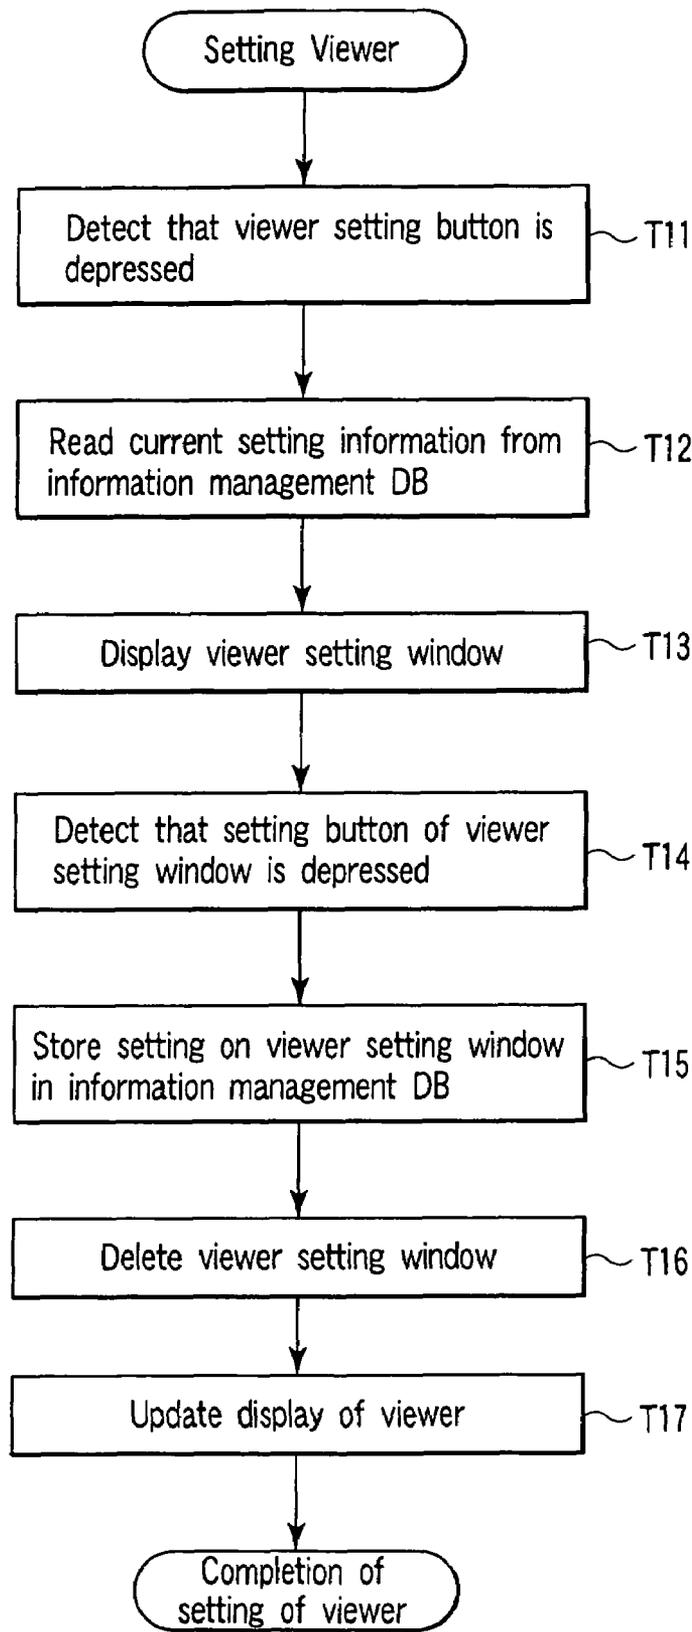 Setting Viewer
Detect that viewer setting button is
depressed
T11
Read current setting information from
information management DB
T12
Display viewer setting window
T13
Detect that setting button of viewer
setting window is depressed
T14
Store setting on viewer setting window
in information management DB
T15
Delete viewer setting window
T16
Update display of viewer
T17
Completion of
setting of viewer